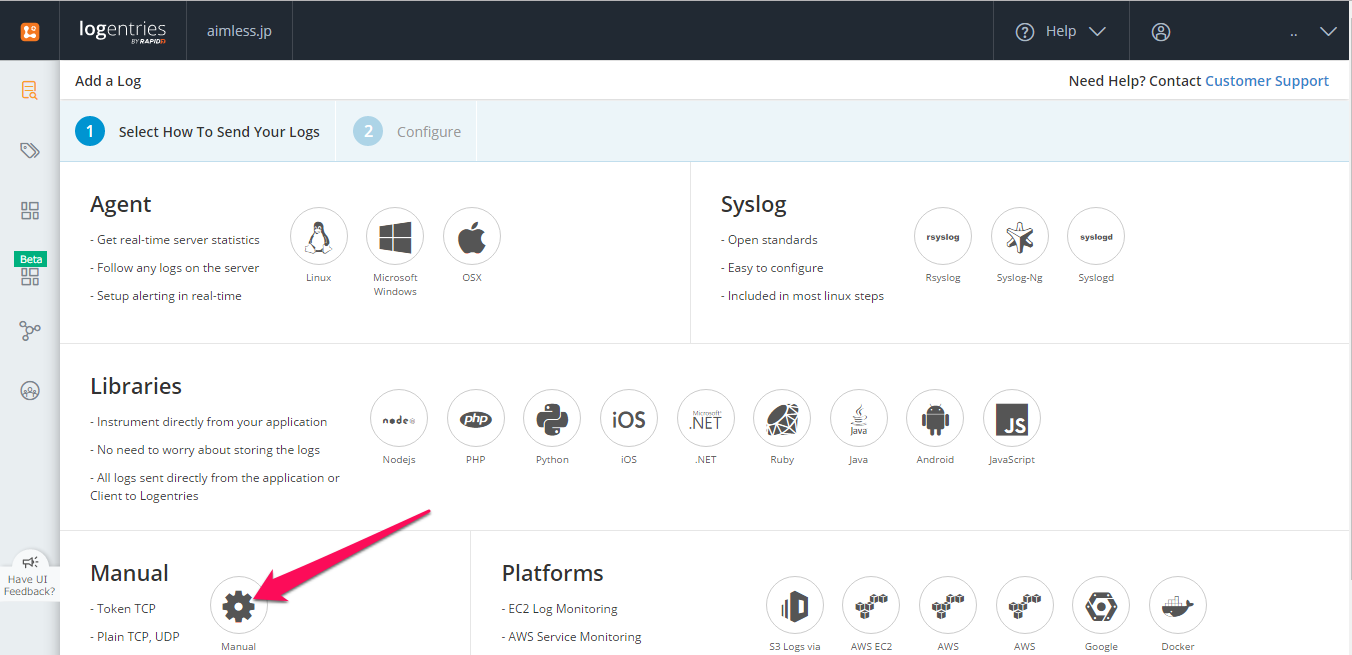 logentries
BY RAPID7
aimless.jp
Help
..
Add a Log
Need Help? Contact Customer Support
1 Select How To Send Your Logs
2 Configure
Beta
Agent
- Get real-time server statistics
- Follow any logs on the server
- Setup alerting in real-time
Linux
Microsoft
Windows
OSX
Syslog
- Open standards
- Easy to configure
- Included in most linux steps
rsyslog
Rsyslog
Syslog-Ng
syslogd
Syslogd
Libraries
- Instrument directly from your application
- No need to worry about storing the logs
- All logs sent directly from the application or
Client to Logentries
node
Nodejs
php
PHP
Python
iOS
iOS
Microsoft
.NET
.NET
Ruby
Java
Java
Android
JS
JavaScript
Have UI
Feedback?
Manual
- Token TCP
- Plain TCP, UDP
Manual
Platforms
- EC2 Log Monitoring
- AWS Service Monitoring
S3 Logs via
AWS EC2
AWS
AWS
Google
Docker